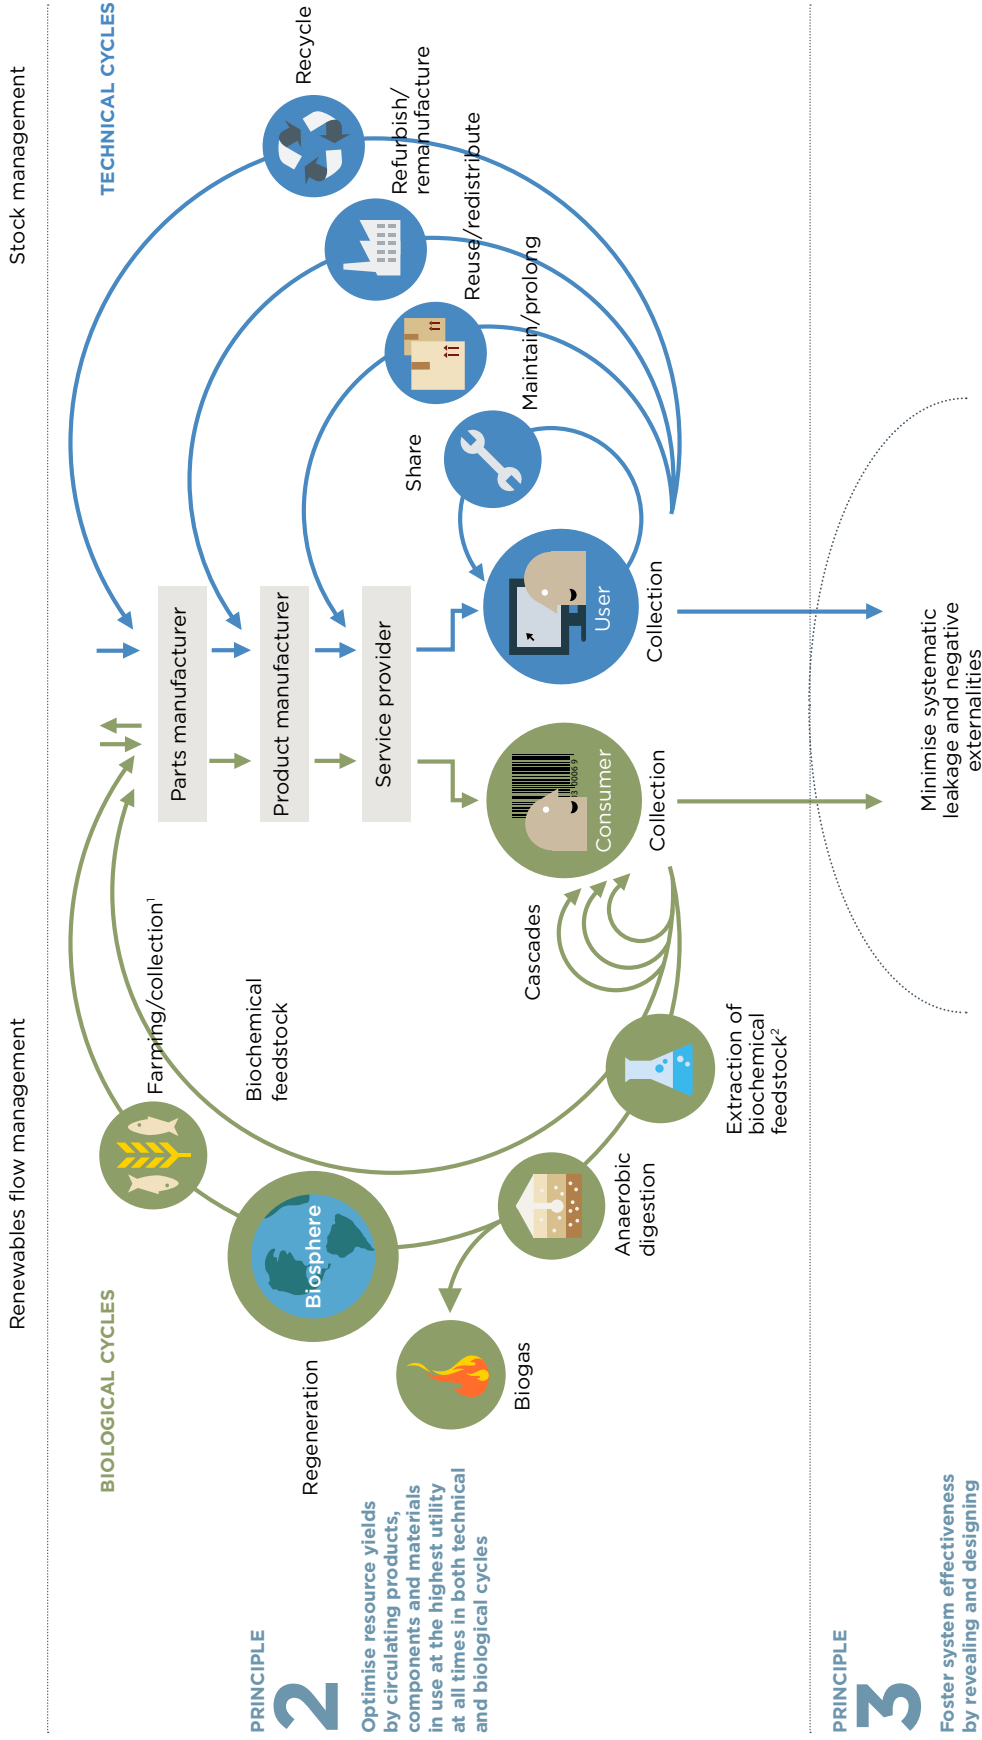 Renewables flow management
Stock management
BIOLOGICAL CYCLES
TECHNICAL CYCLES
PRINCIPLE
2
Optimise resource yields
by circulating products,
components and materials
in use at the highest utility
at all times in both technical
and biological cycles
Farming/collection¹
Biochemical
feedstock
Regeneration
Biosphere
Biogas
Anaerobic
digestion
Extraction of
biochemical
feedstock²
Cascades
Parts manufacturer
Product manufacturer
Service provider
3 0006 9
Consumer
Collection
User
Collection
Share
Maintain/prolong
Reuse/redistribute
Refurbish/
remanufacture
Recycle
Minimise systematic
leakage and negative
externalities
PRINCIPLE
3
Foster system effectiveness
by revealing and designing